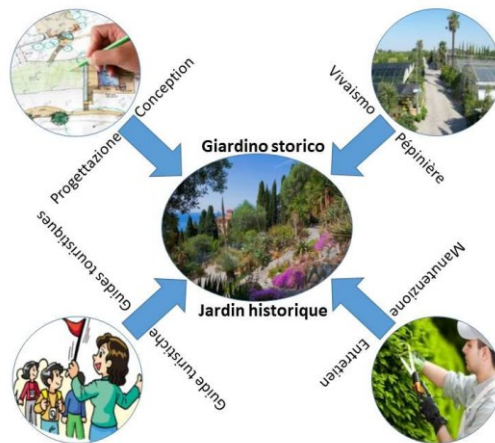 Progettazione
Conception
Vivaismo
Pépinière
Giardino storico
Jardin historique
Guides touristiques
Guide turistiche
Manutenzione
Entretien